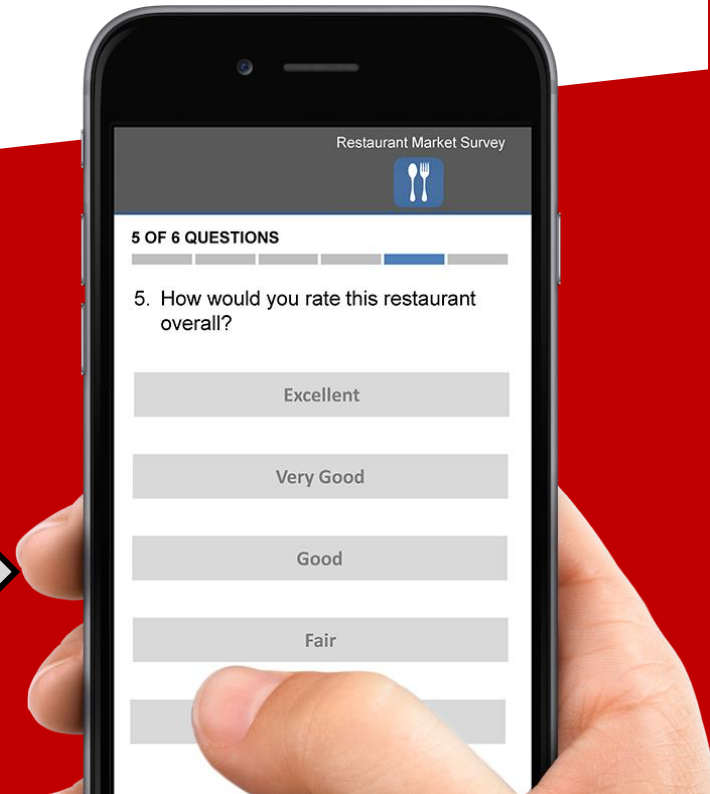 Restaurant Market Survey
5 OF 6 QUESTIONS
5. How would you rate this restaurant
overall?
Excellent
Very Good
Good
Fair